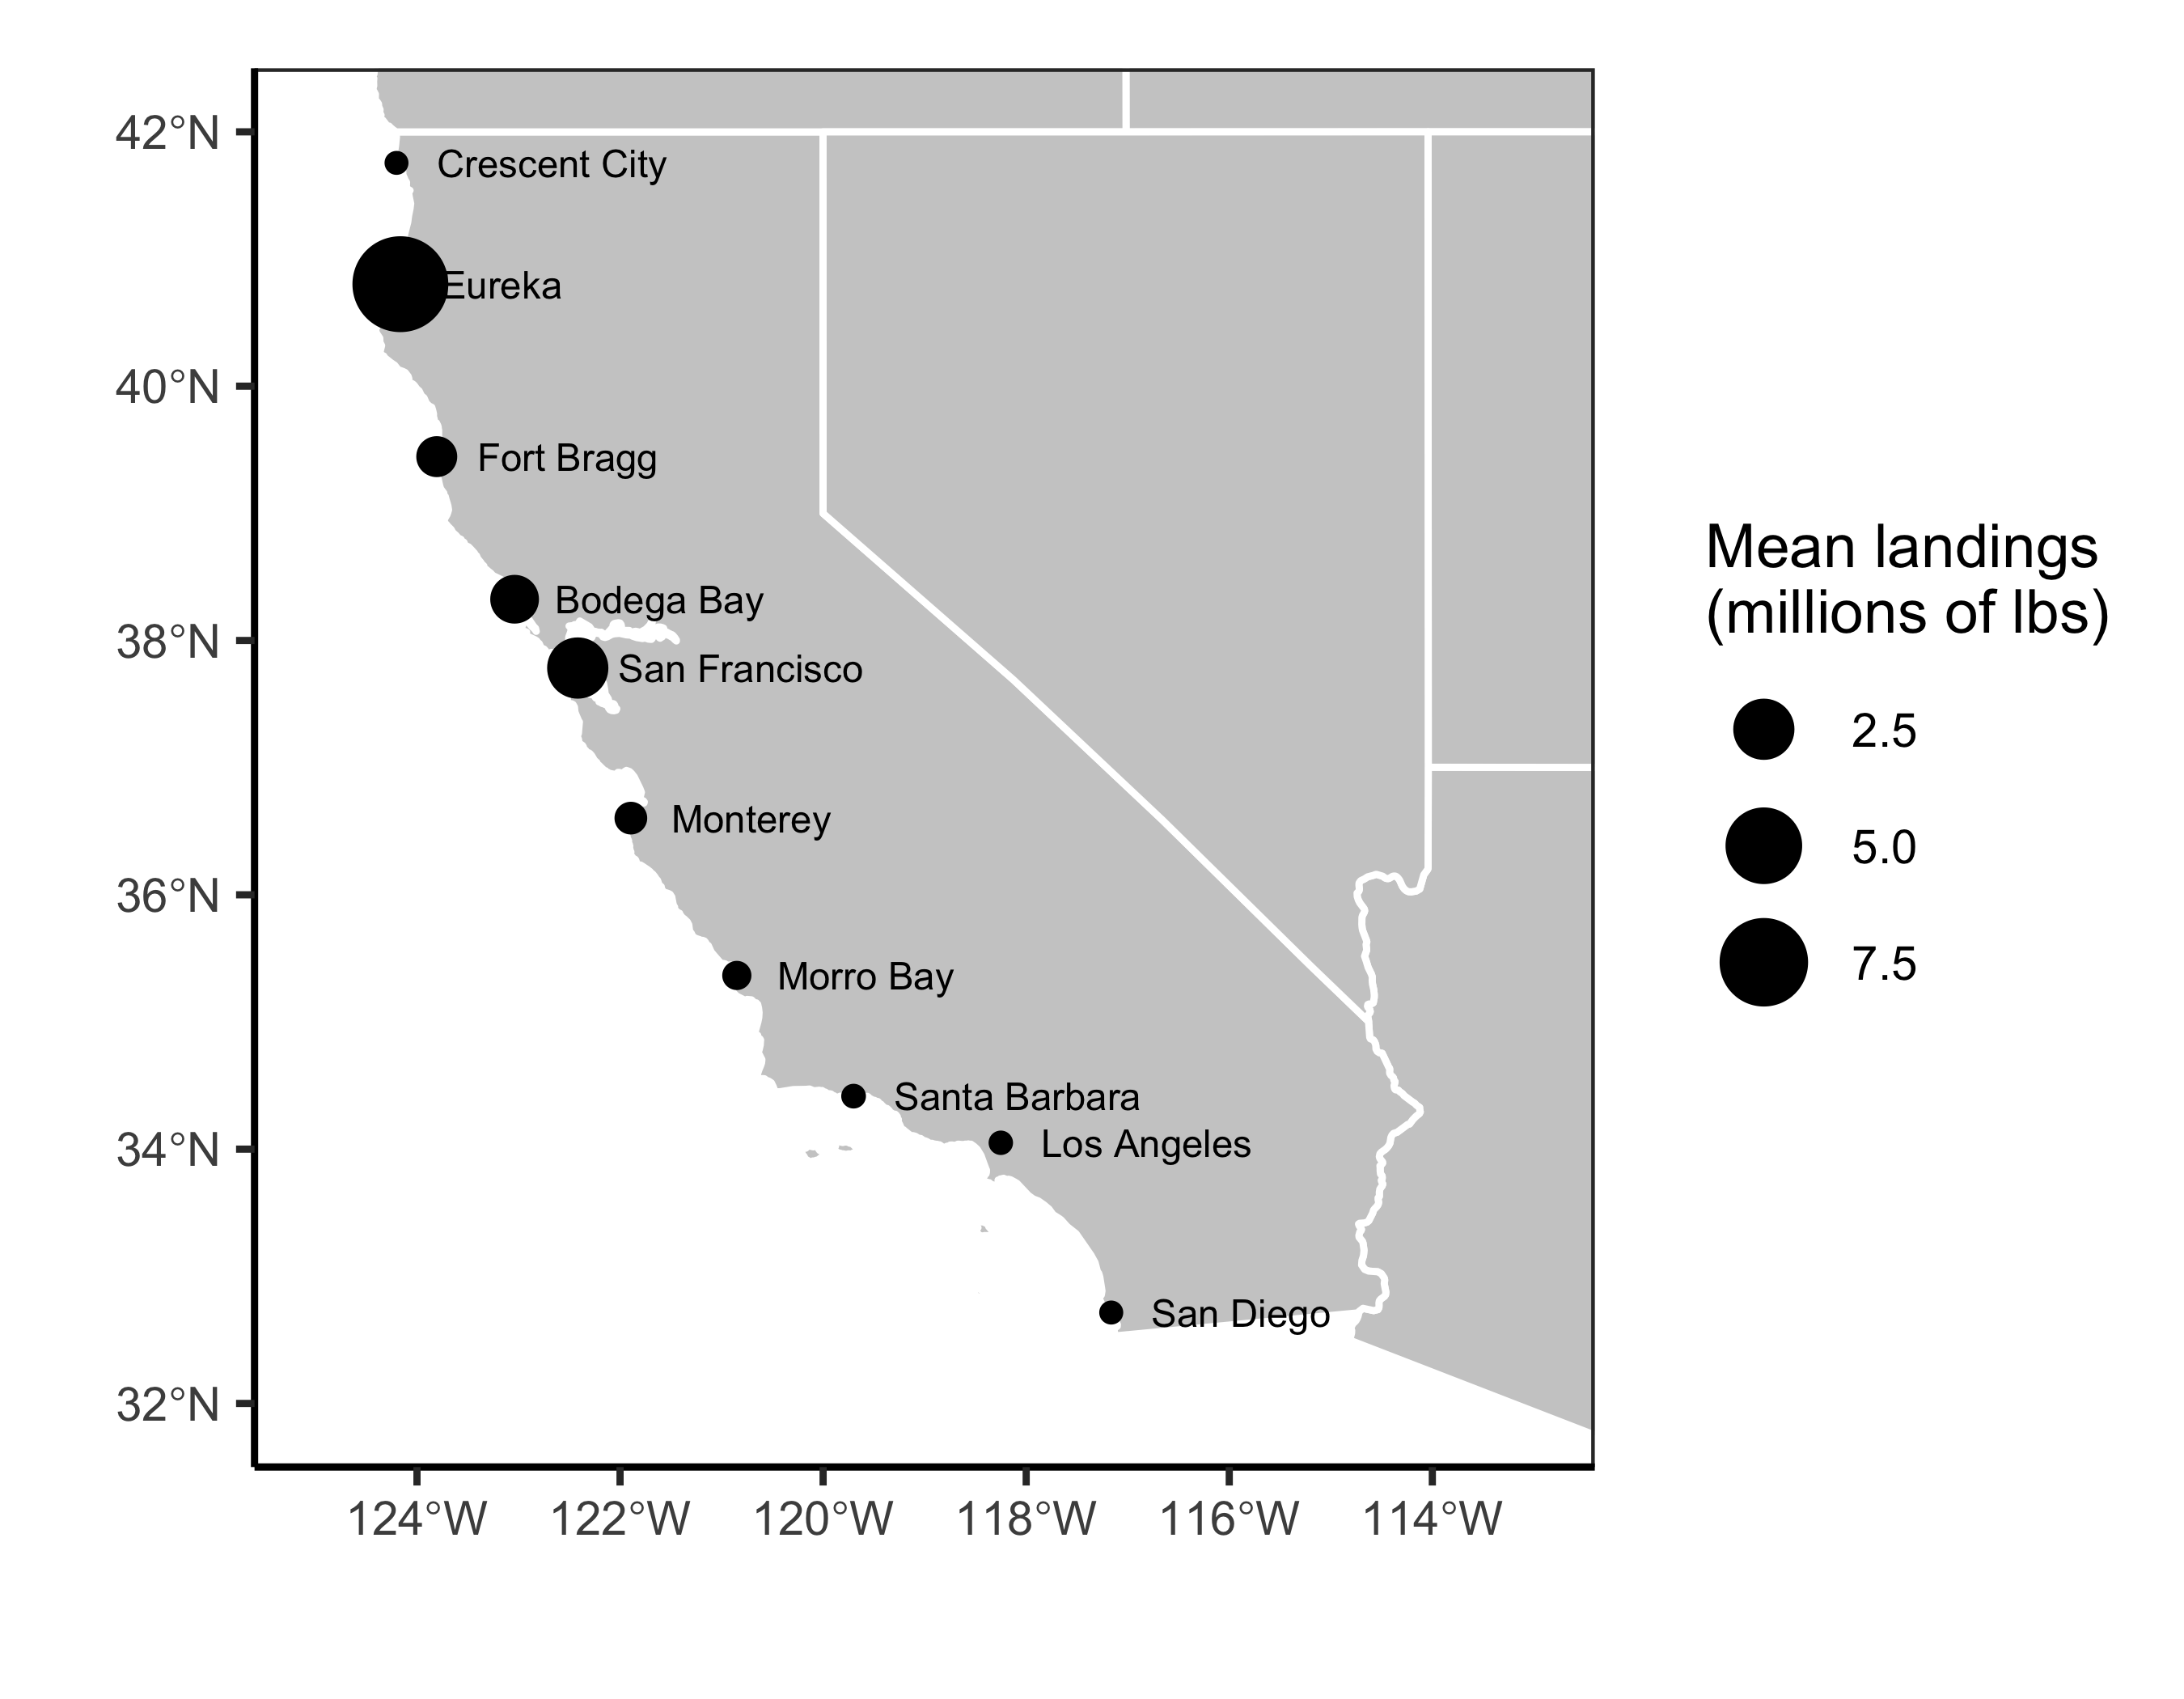 42°N
Crescent City
Eureka
40°N
Fort Bragg
Bodega Bay
38°N
San Francisco
Monterey
36°N
Morro Bay
Santa Barbara
34°N
Los Angeles
San Diego
32°N
124°W 122°W 120°W 118°W 116°W 114°W
Mean landings
(millions of lbs)
2.5
5.0
7.5